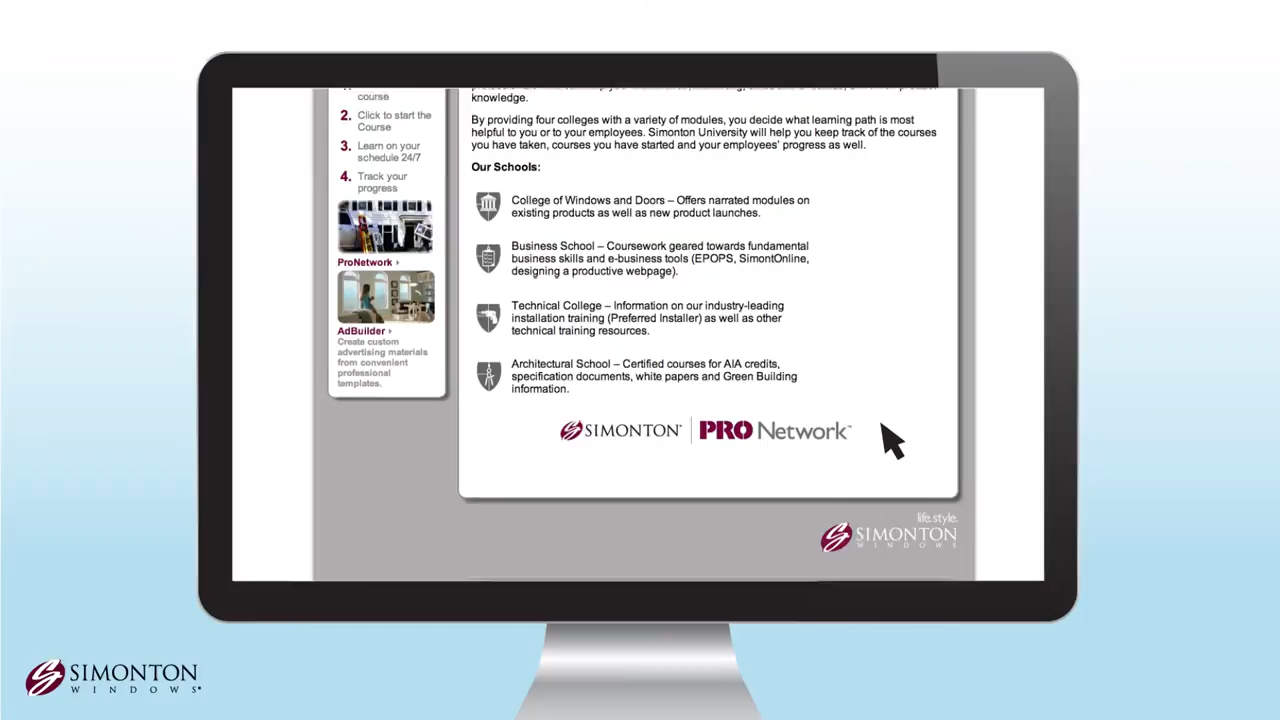 course
2. Click to start the
Course
3. Learn on your
schedule 24/7
4. Track your
progress
ProNetwork ›
AdBuilder ›
Create custom
advertising materials
from convenient
professional
templates.
knowledge.
By providing four colleges with a variety of modules, you decide what learning path is most
helpful to you or to your employees. Simonton University will help you keep track of the courses
you have taken, courses you have started and your employees' progress as well.
Our Schools:
College of Windows and Doors – Offers narrated modules on
existing products as well as new product launches.
Business School – Coursework geared towards fundamental
business skills and e-business tools (EPOPS, SimontOnline,
designing a productive webpage).
Technical College – Information on our industry-leading
installation training (Preferred Installer) as well as other
technical training resources.
Architectural School – Certified courses for AIA credits,
specification documents, white papers and Green Building
information.
SIMONTON™ | PRO Network™
life.style.
SIMONTON
WINDOWS
SIMONTON
WINDOWS®